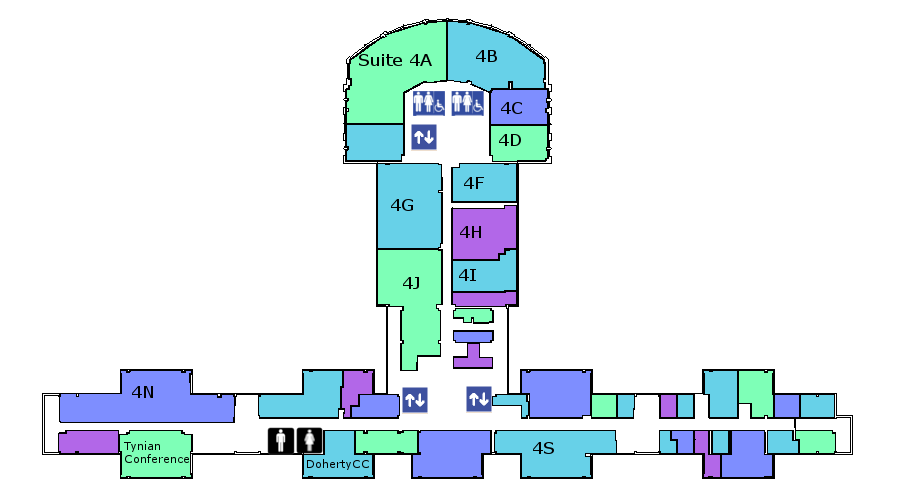 Suite 4A
4B
4C
4D
4F
4G
4H
4I
4J
4N
Tynian
Conference
DohertyCC
4S